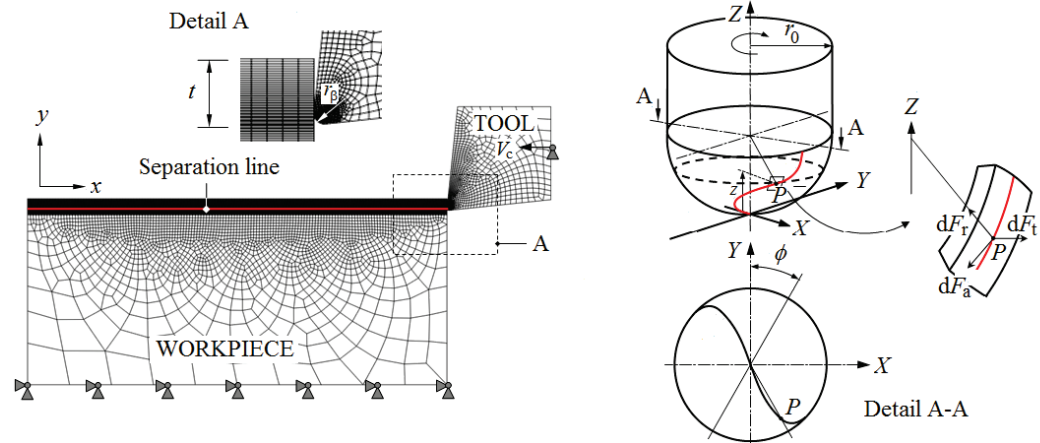 Detail A
t
r_β
y
x
Separation line
TOOL
V_c
A
WORKPIECE
Z
r_0
A
A
z
P
Y
X
Z
dF_r
dF_t
P
dF_a
Y
ϕ
X
P
Detail A-A